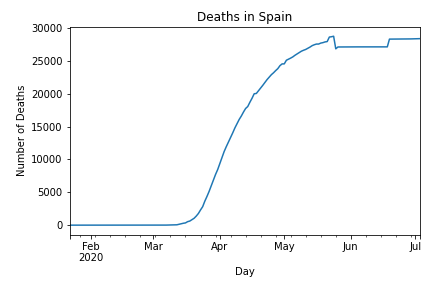 Deaths in Spain
30000
25000
20000
15000
10000
5000
0
Number of Deaths
Feb
2020
Mar
Apr
May
Jun
Jul
Day